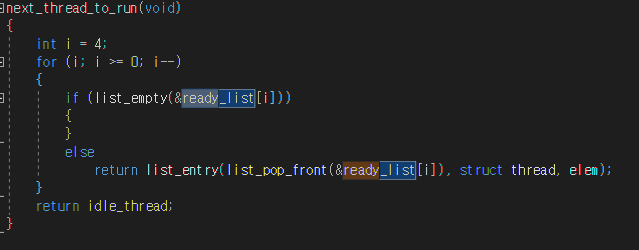 next_thread_to_run(void)
{
int i = 4;
for (i; i >= 0; i--)
{
if (list_empty(&ready_list[i]))
{
}
else
return list_entry(list_pop_front(&ready_list[i]), struct thread, elem);
}
return idle_thread;
}